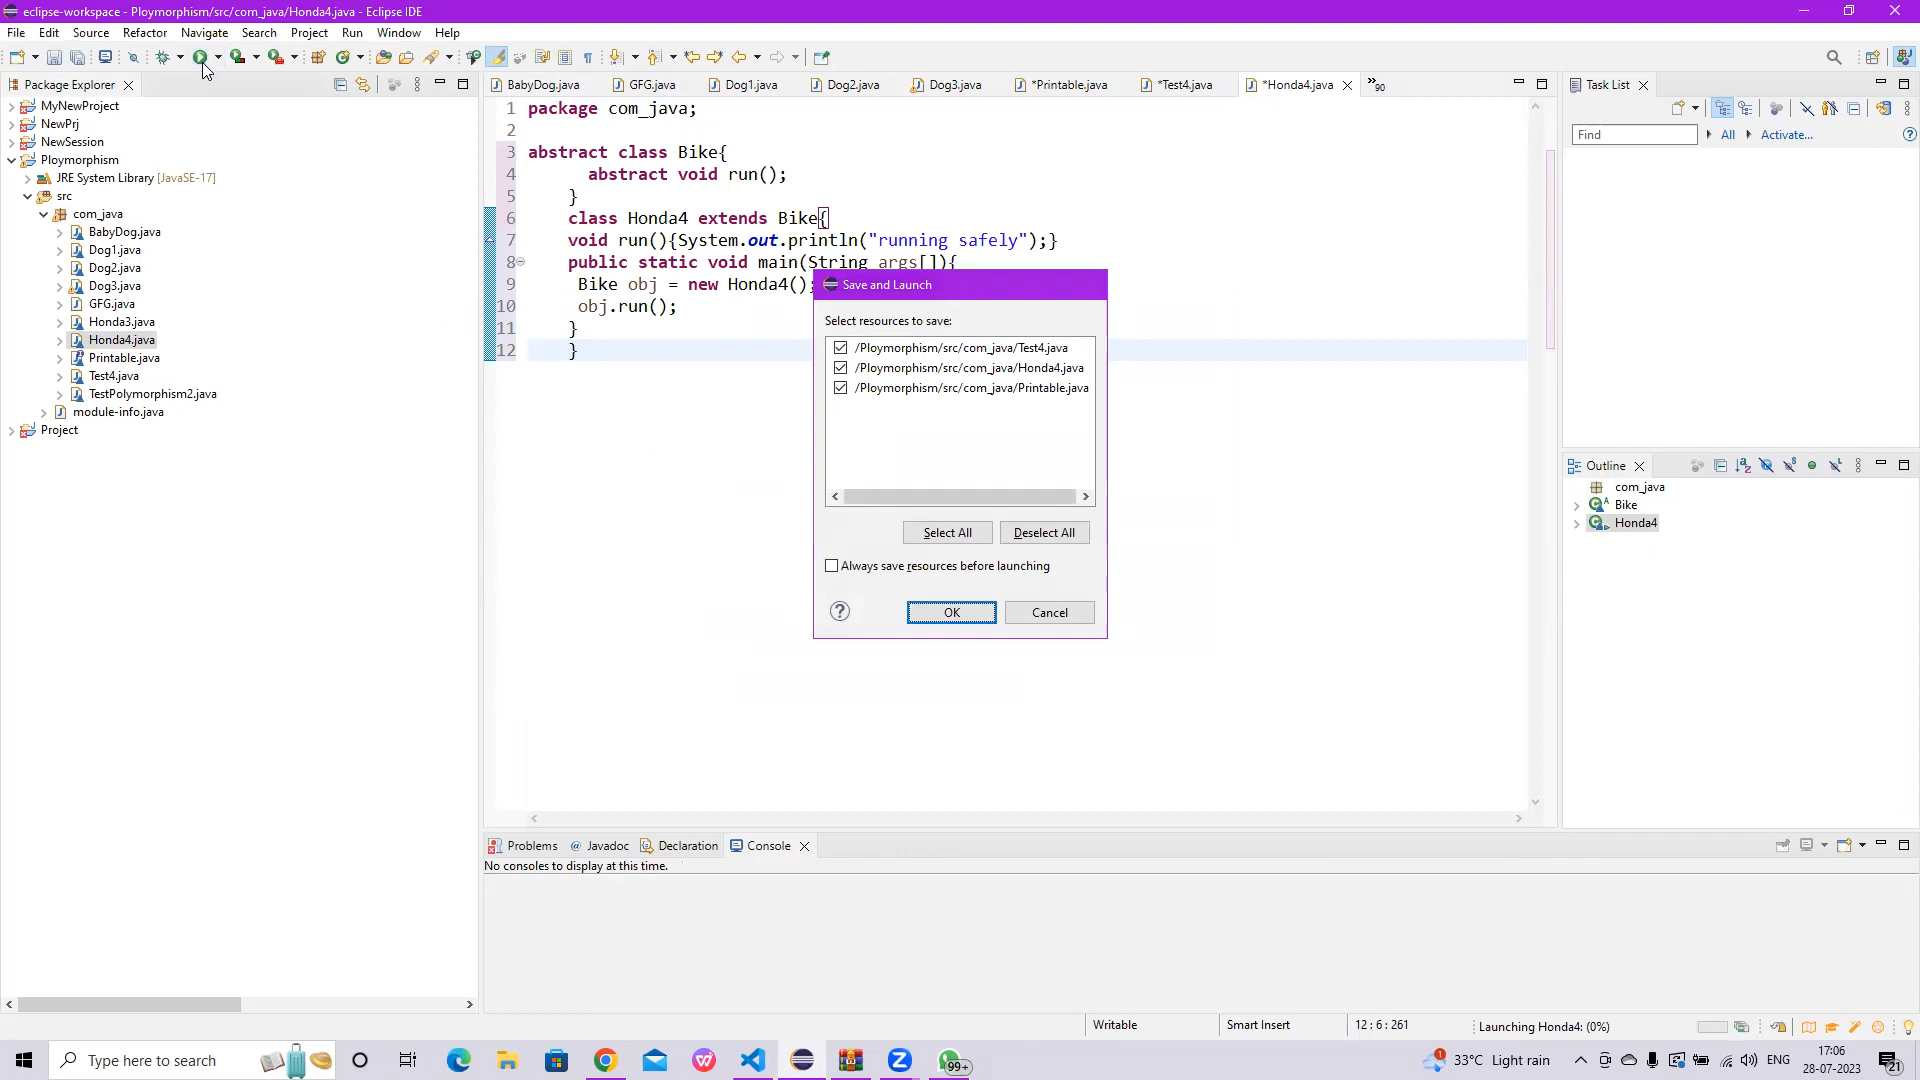 eclipse-workspace - Ploymorphism/src/com_java/Honda4.java - Eclipse IDE
File Edit Source Refactor Navigate Search Project Run Window Help
Package Explorer
MyNewProject
NewPrj
NewSession
Ploymorphism
JRE System Library [JavaSE-17]
src
com_java
BabyDog.java
Dog1.java
Dog2.java
Dog3.java
GFG.java
Honda3.java
Honda4.java
Printable.java
Test4.java
TestPolymorphism2.java
module-info.java
Project
BabyDog.java GFG.java Dog1.java Dog2.java Dog3.java *Printable.java *Test4.java *Honda4.java »90
1 package com_java;
2
3 abstract class Bike{
4 abstract void run();
5 }
6 class Honda4 extends Bike{
7 void run(){System.out.println("running safely");}
8 public static void main(String args[]){
9 Bike obj = new Honda4();
10 obj.run();
11 }
12 }
Save and Launch
Select resources to save:
/Ploymorphism/src/com_java/Test4.java
/Ploymorphism/src/com_java/Honda4.java
/Ploymorphism/src/com_java/Printable.java
Select All Deselect All
Always save resources before launching
OK Cancel
Task List
Find All Activate...
Outline
com_java
Bike
Honda4
Problems Javadoc Declaration Console
No consoles to display at this time.
Writable Smart Insert 12 : 6 : 261 Launching Honda4: (0%)
Type here to search
99+
33°C Light rain
ENG
17:06
28-07-2023
21